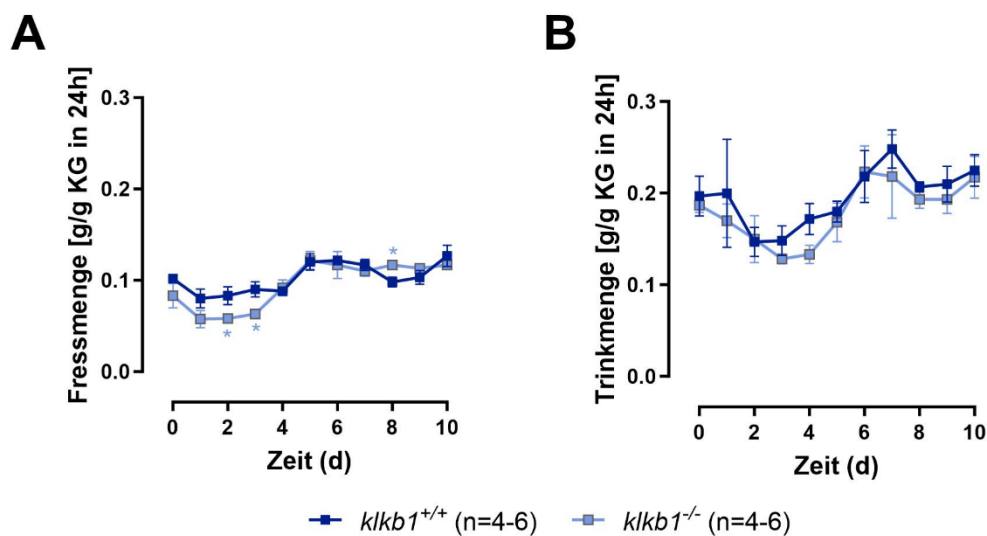 A
B
Fressmenge [g/g KG in 24h]
0.3
0.2
0.1
0.0
*
*
*
0 2 4 6 8 10
Zeit (d)
Trinkmenge [g/g KG in 24h]
0.3
0.2
0.1
0.0
0 2 4 6 8 10
Zeit (d)
klkb1+/+ (n=4-6)
klkb1-/- (n=4-6)